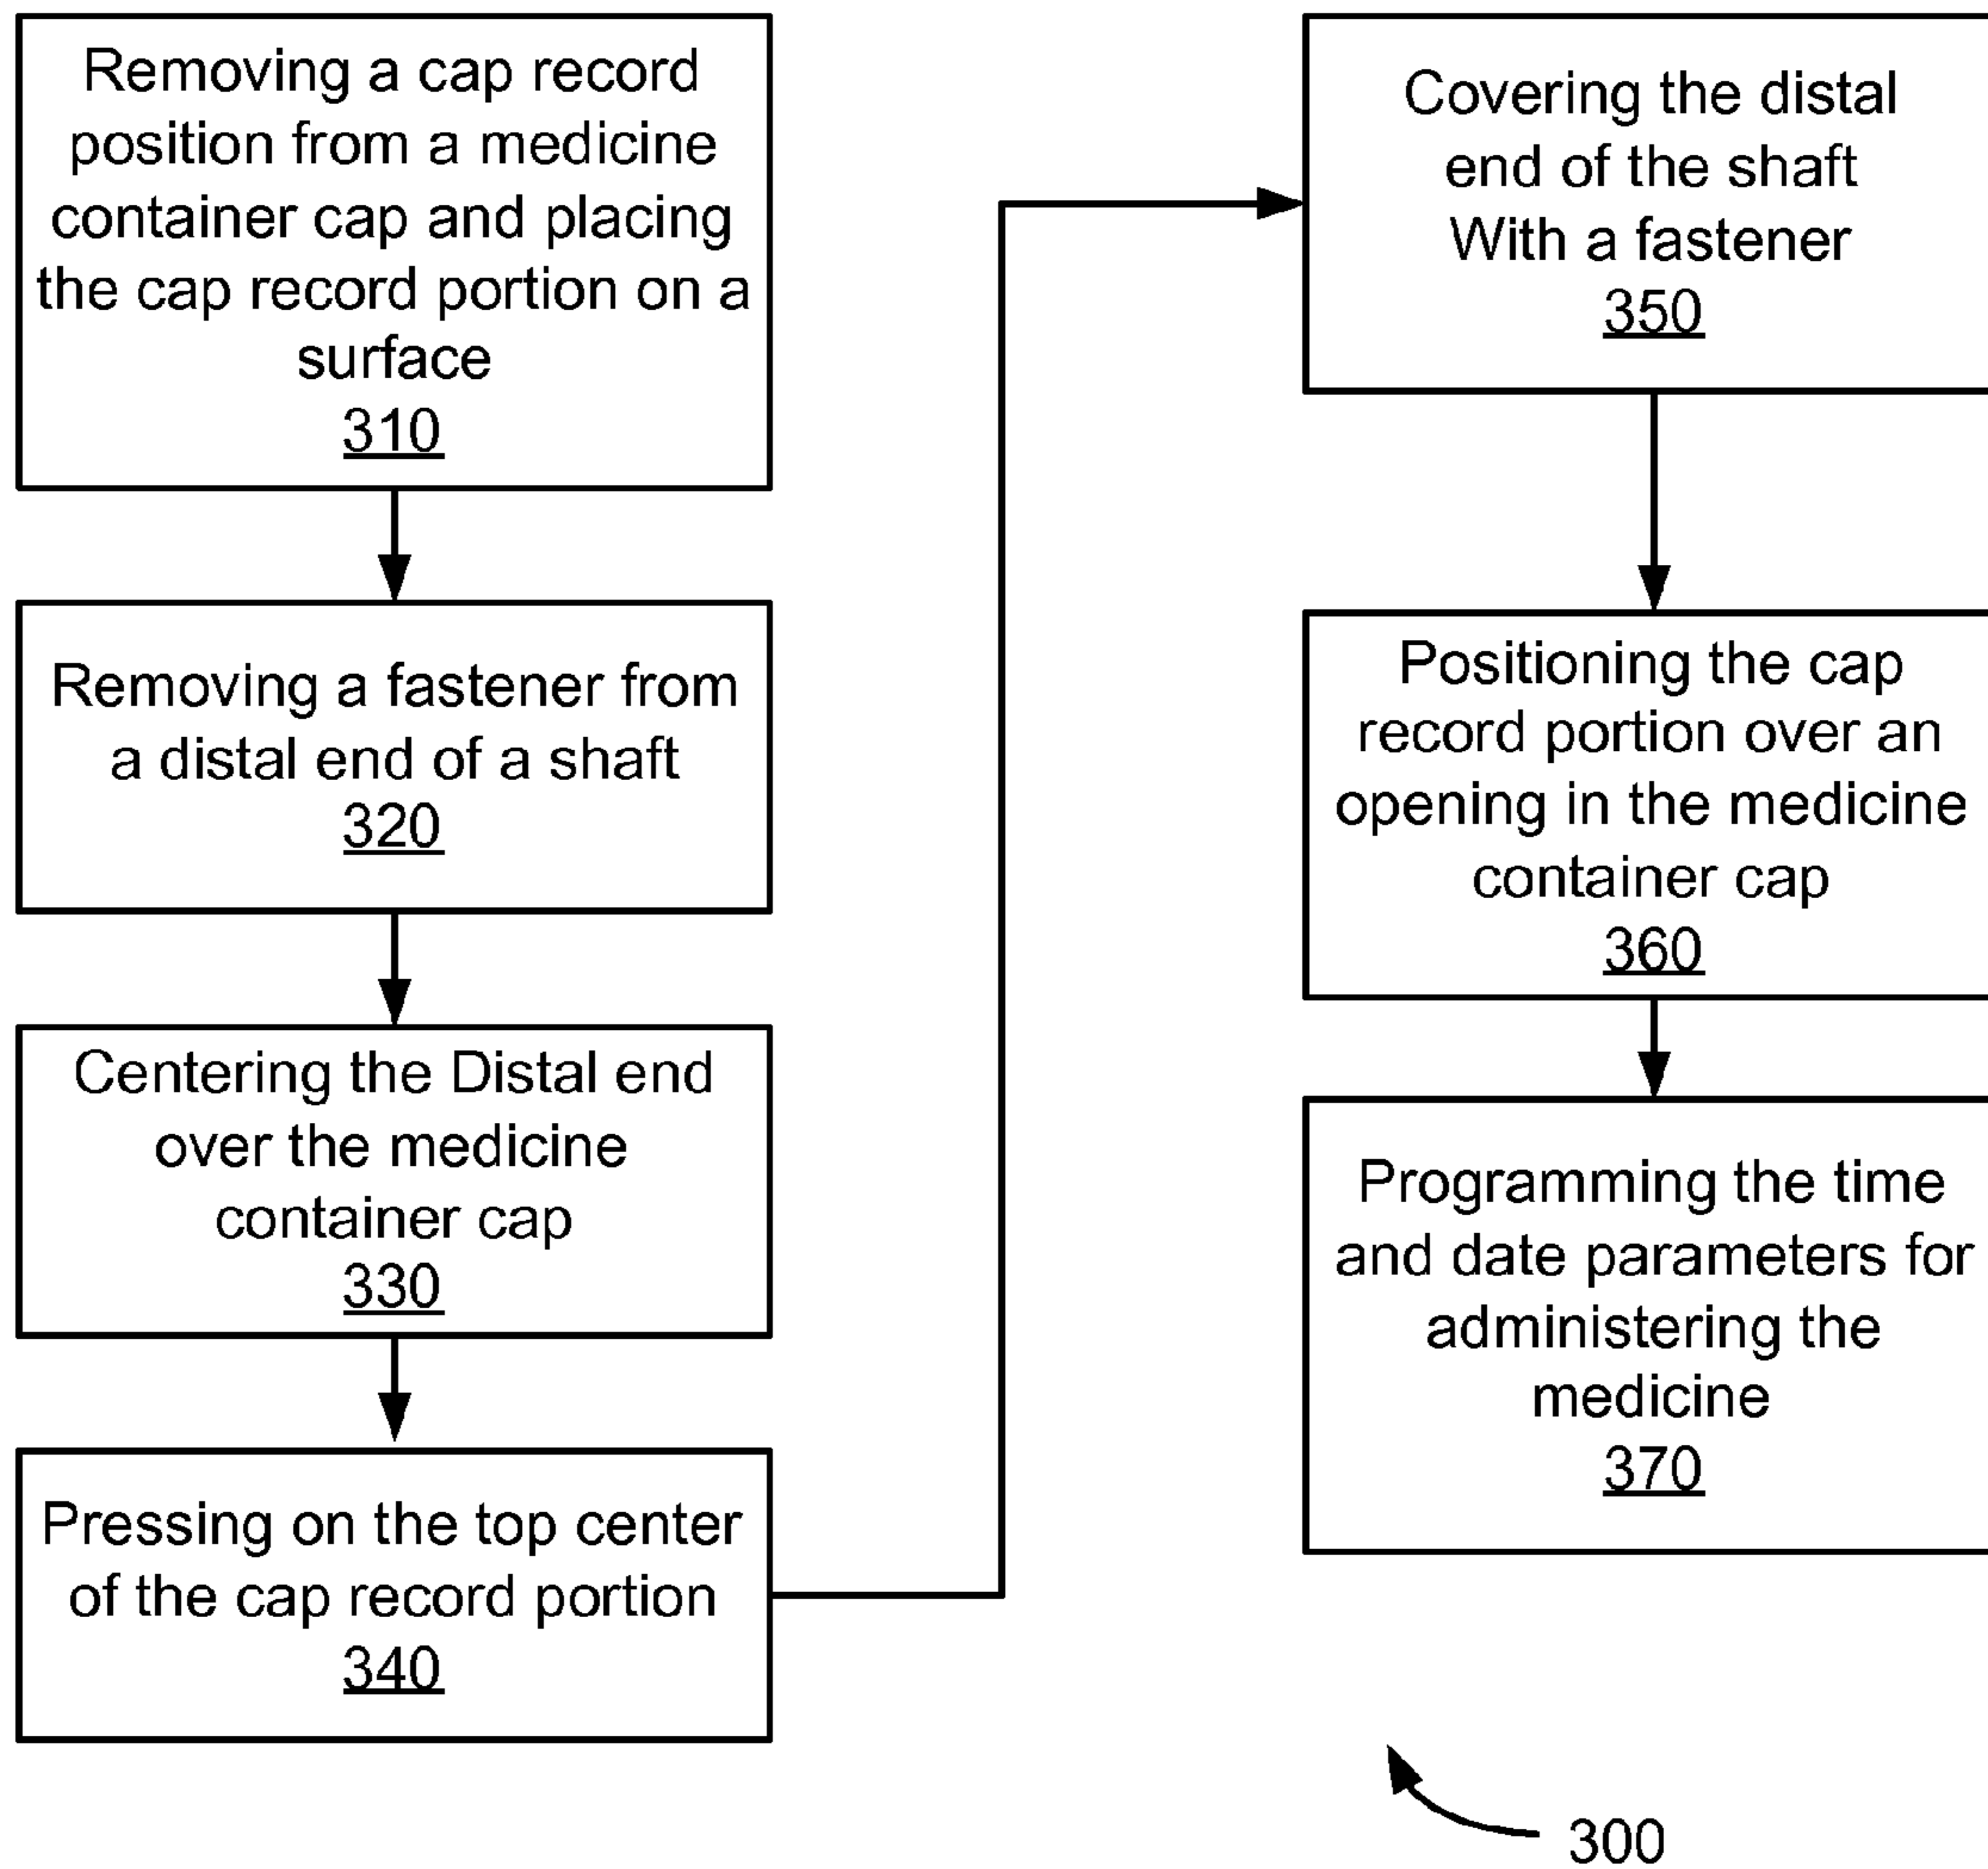 Removing a cap record
position from a medicine
container cap and placing
the cap record portion on a
surface
310
Removing a fastener from
a distal end of a shaft
320
Centering the Distal end
over the medicine
container cap
330
Pressing on the top center
of the cap record portion
340
Covering the distal
end of the shaft
With a fastener
350
Positioning the cap
record portion over an
opening in the medicine
container cap
360
Programming the time
and date parameters for
administering the
medicine
370
300